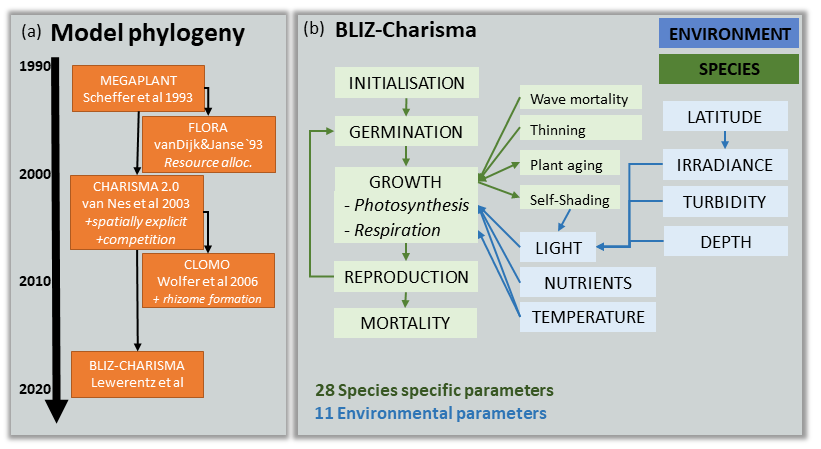 (a) Model phylogeny
1990
MEGAPLANT
Scheffer et al 1993
FLORA
vanDijk&Janse `93
Resource alloc.
2000
CHARISMA 2.0
van Nes et al 2003
+spatially explicit
+competition
CLOMO
Wolfer et al 2006
+ rhizome formation
2010
BLIZ-CHARISMA
Lewerentz et al
2020
(b) BLIZ-Charisma
ENVIRONMENT
SPECIES
INITIALISATION
GERMINATION
GROWTH
- Photosynthesis
- Respiration
REPRODUCTION
MORTALITY
Wave mortality
Thinning
Plant aging
Self-Shading
LIGHT
NUTRIENTS
TEMPERATURE
LATITUDE
IRRADIANCE
TURBIDITY
DEPTH
28 Species specific parameters
11 Environmental parameters